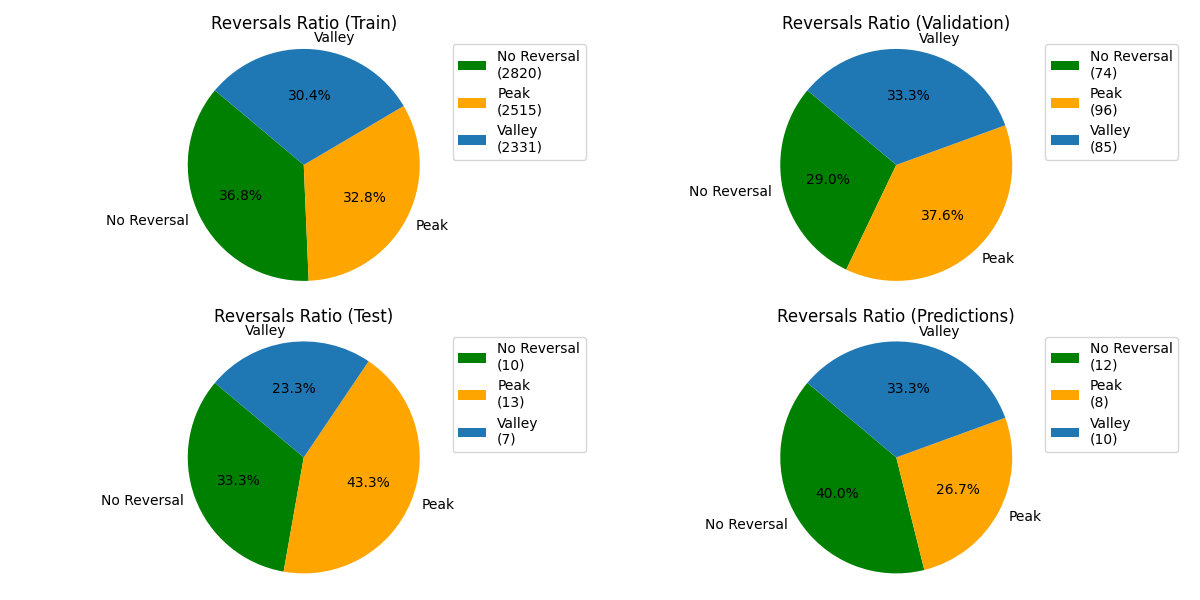 Reversals Ratio (Train)
Valley
30.4%
36.8%
32.8%
No Reversal
Peak
No Reversal
(2820)
Peak
(2515)
Valley
(2331)
Reversals Ratio (Validation)
Valley
33.3%
29.0%
No Reversal
37.6%
Peak
No Reversal
(74)
Peak
(96)
Valley
(85)
Reversals Ratio (Test)
Valley
23.3%
33.3%
43.3%
No Reversal
Peak
No Reversal
(10)
Peak
(13)
Valley
(7)
Reversals Ratio (Predictions)
Valley
33.3%
40.0%
26.7%
No Reversal
Peak
No Reversal
(12)
Peak
(8)
Valley
(10)